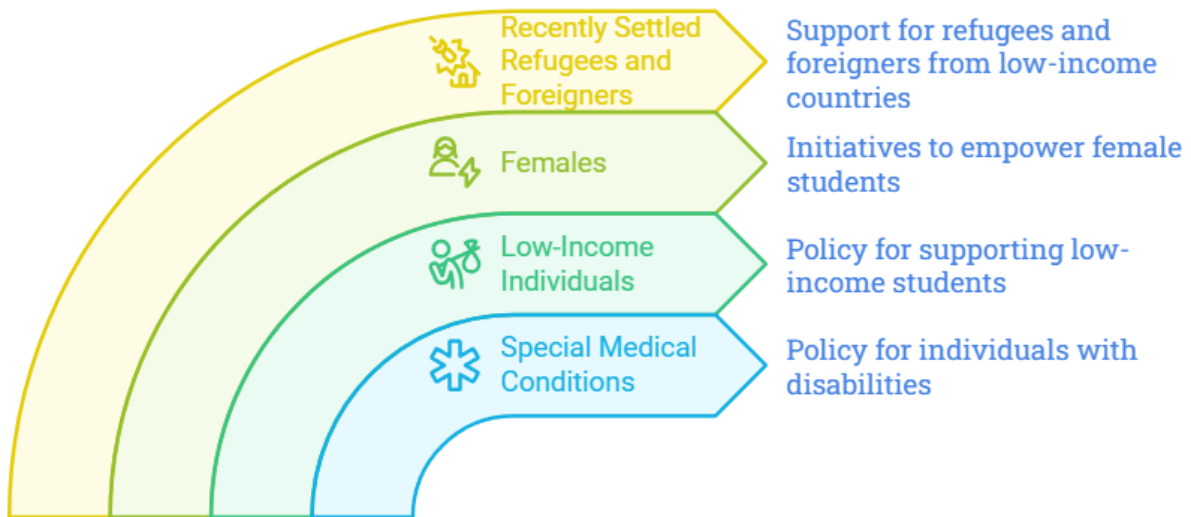 Recently Settled
Refugees and
Foreigners
Support for refugees and
foreigners from low-income
countries
Females
Initiatives to empower female
students
Low-Income
Individuals
Policy for supporting low-
income students
Special Medical
Conditions
Policy for individuals with
disabilities